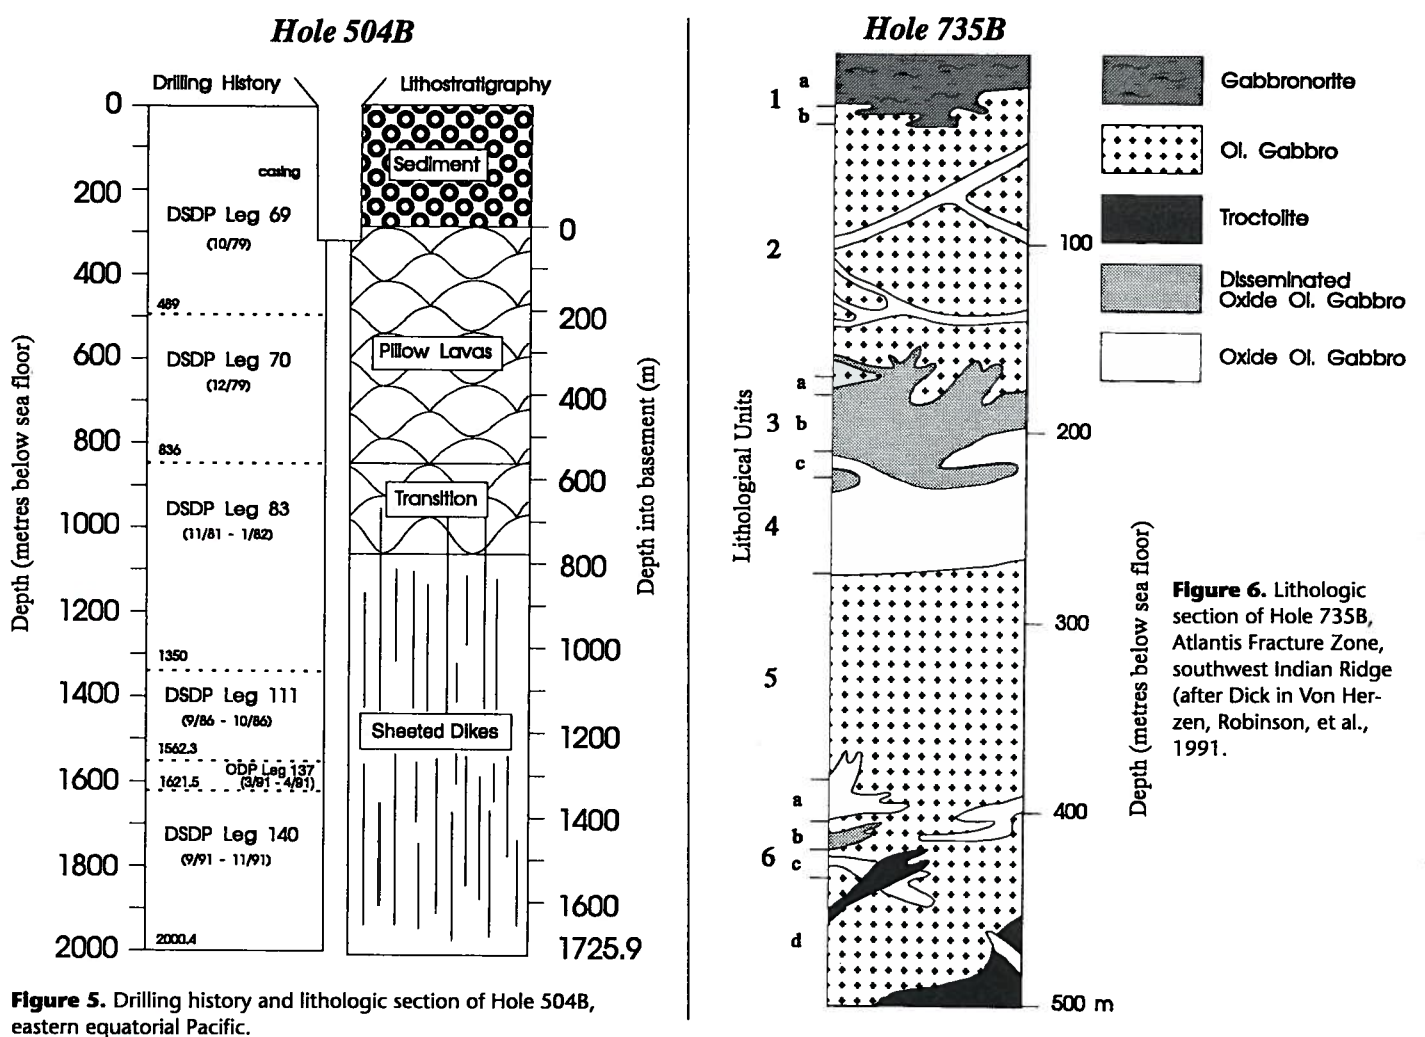 Hole 504B
Drilling History
Lithostratigraphy
Depth (metres below sea floor)
0
200
400
600
800
1000
1200
1400
1600
1800
2000
casing
DSDP Leg 69
(10/79)
489
DSDP Leg 70
(12/79)
836
DSDP Leg 83
(11/81 - 1/82)
1350
DSDP Leg 111
(9/86 - 10/86)
1562.3
ODP Leg 137
(3/91 - 4/91)
1621.5
DSDP Leg 140
(9/91 - 11/91)
2000.4
Sediment
Pillow Lavas
Transition
Sheeted Dikes
0
200
400
600
800
1000
1200
1400
1600
1725.9
Depth into basement (m)
Figure 5. Drilling history and lithologic section of Hole 504B,
eastern equatorial Pacific.
Hole 735B
Lithological Units
1
a
b
2
3
a
b
c
4
5
6
a
b
c
d
100
200
300
400
500 m
Depth (metres below sea floor)
Gabbronorite
Ol. Gabbro
Troctolite
Disseminated
Oxide Ol. Gabbro
Oxide Ol. Gabbro
Figure 6. Lithologic
section of Hole 735B,
Atlantis Fracture Zone,
southwest Indian Ridge
(after Dick in Von Her-
zen, Robinson, et al.,
1991.